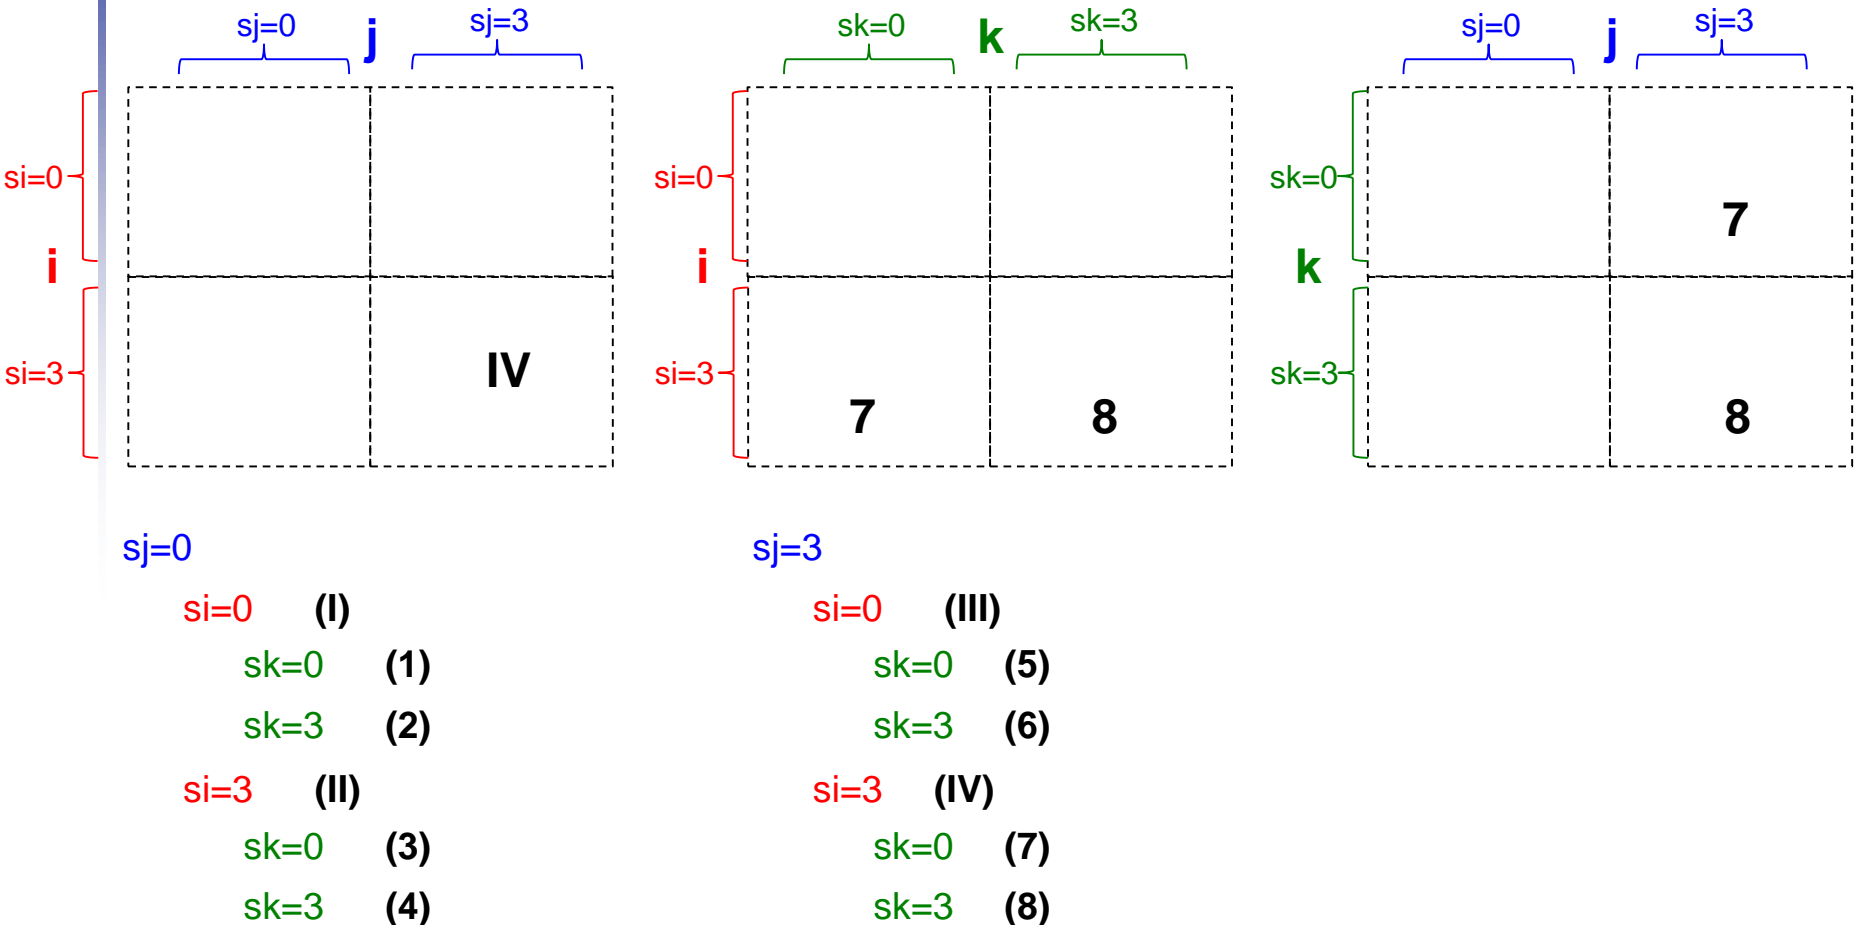 sj=0 j sj=3
sk=0 k sk=3
sj=0 j sj=3
si=0
i
si=3
IV
si=0
i
si=3
7 8
sk=0
k
sk=3
7
8
sj=0
si=0 (I)
sk=0 (1)
sk=3 (2)
si=3 (II)
sk=0 (3)
sk=3 (4)
sj=3
si=0 (III)
sk=0 (5)
sk=3 (6)
si=3 (IV)
sk=0 (7)
sk=3 (8)